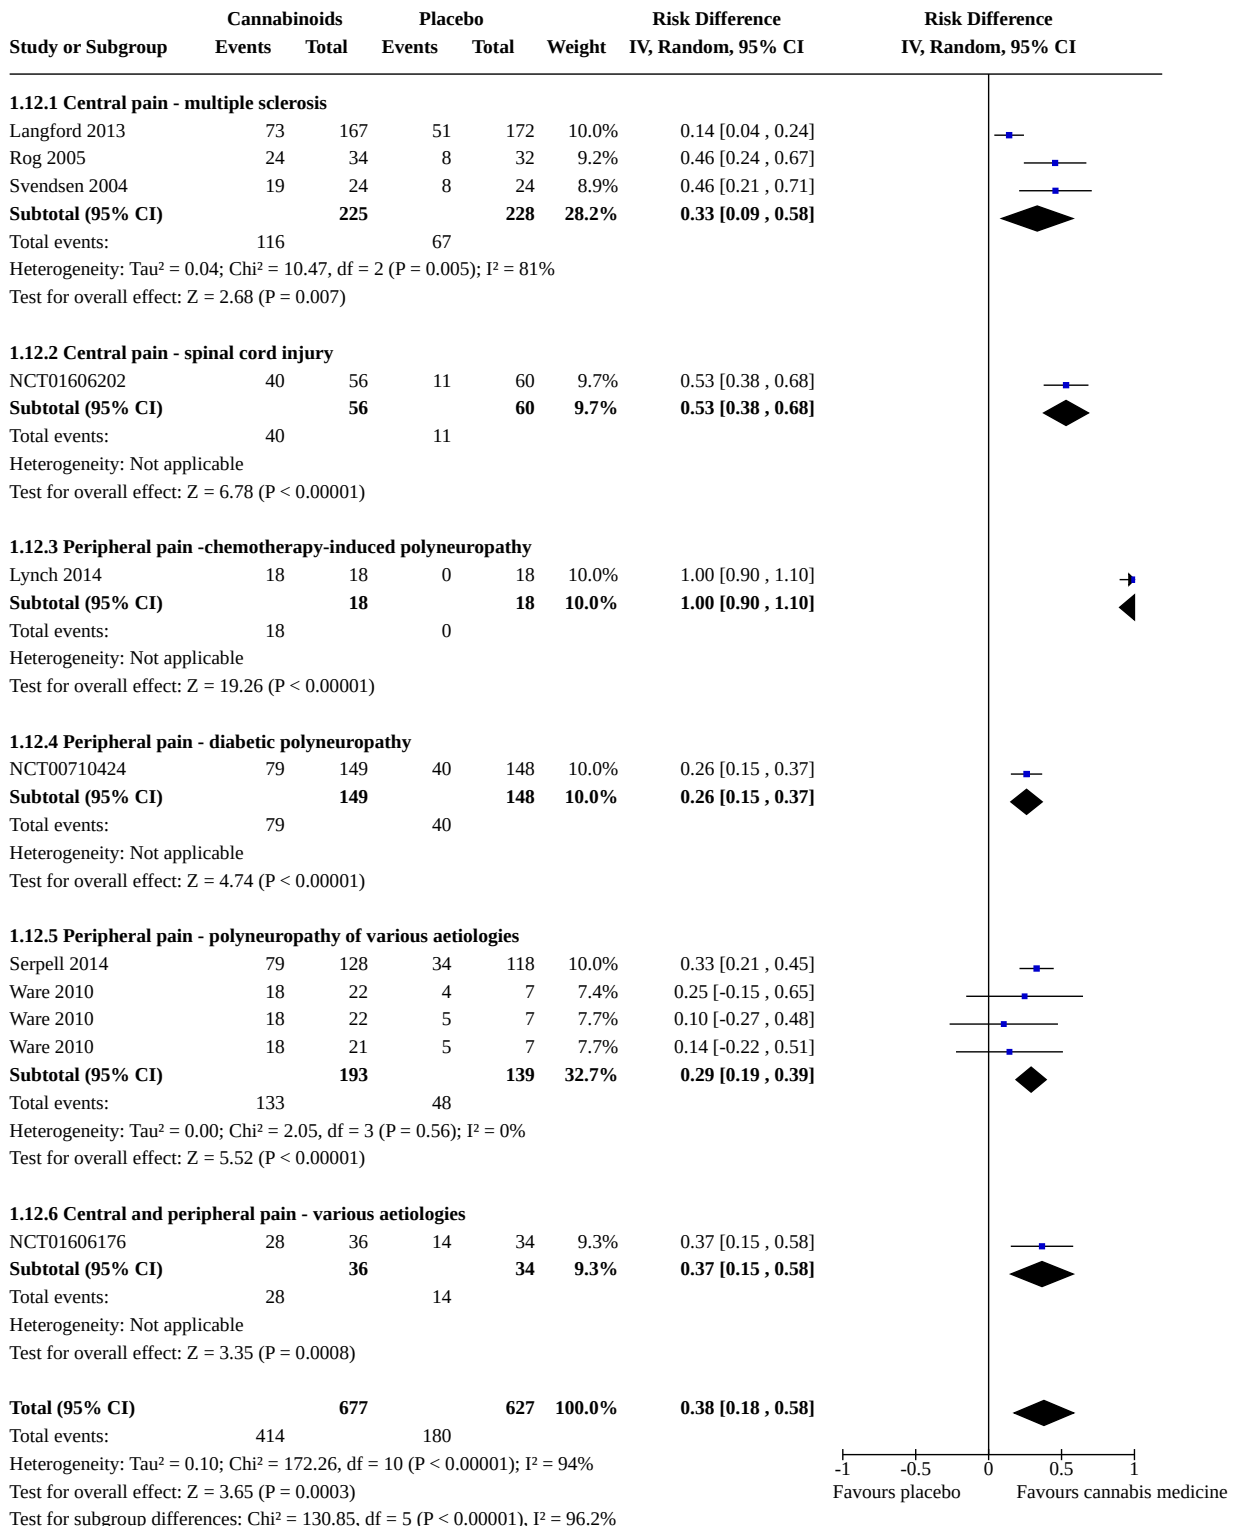 Cannabinoids Placebo Risk Difference Risk Difference
Study or Subgroup Events Total Events Total Weight IV, Random, 95% CI IV, Random, 95% CI
1.12.1 Central pain - multiple sclerosis
Langford 2013 73 167 51 172 10.0% 0.14 [0.04 , 0.24]
Rog 2005 24 34 8 32 9.2% 0.46 [0.24 , 0.67]
Svendsen 2004 19 24 8 24 8.9% 0.46 [0.21 , 0.71]
Subtotal (95% CI) 225 228 28.2% 0.33 [0.09 , 0.58]
Total events: 116 67
Heterogeneity: Tau² = 0.04; Chi² = 10.47, df = 2 (P = 0.005); I² = 81%
Test for overall effect: Z = 2.68 (P = 0.007)
1.12.2 Central pain - spinal cord injury
NCT01606202 40 56 11 60 9.7% 0.53 [0.38 , 0.68]
Subtotal (95% CI) 56 60 9.7% 0.53 [0.38 , 0.68]
Total events: 40 11
Heterogeneity: Not applicable
Test for overall effect: Z = 6.78 (P < 0.00001)
1.12.3 Peripheral pain -chemotherapy-induced polyneuropathy
Lynch 2014 18 18 0 18 10.0% 1.00 [0.90 , 1.10]
Subtotal (95% CI) 18 18 10.0% 1.00 [0.90 , 1.10]
Total events: 18 0
Heterogeneity: Not applicable
Test for overall effect: Z = 19.26 (P < 0.00001)
1.12.4 Peripheral pain - diabetic polyneuropathy
NCT00710424 79 149 40 148 10.0% 0.26 [0.15 , 0.37]
Subtotal (95% CI) 149 148 10.0% 0.26 [0.15 , 0.37]
Total events: 79 40
Heterogeneity: Not applicable
Test for overall effect: Z = 4.74 (P < 0.00001)
1.12.5 Peripheral pain - polyneuropathy of various aetiologies
Serpell 2014 79 128 34 118 10.0% 0.33 [0.21 , 0.45]
Ware 2010 18 22 4 7 7.4% 0.25 [-0.15 , 0.65]
Ware 2010 18 22 5 7 7.7% 0.10 [-0.27 , 0.48]
Ware 2010 18 21 5 7 7.7% 0.14 [-0.22 , 0.51]
Subtotal (95% CI) 193 139 32.7% 0.29 [0.19 , 0.39]
Total events: 133 48
Heterogeneity: Tau² = 0.00; Chi² = 2.05, df = 3 (P = 0.56); I² = 0%
Test for overall effect: Z = 5.52 (P < 0.00001)
1.12.6 Central and peripheral pain - various aetiologies
NCT01606176 28 36 14 34 9.3% 0.37 [0.15 , 0.58]
Subtotal (95% CI) 36 34 9.3% 0.37 [0.15 , 0.58]
Total events: 28 14
Heterogeneity: Not applicable
Test for overall effect: Z = 3.35 (P = 0.0008)
Total (95% CI) 677 627 100.0% 0.38 [0.18 , 0.58]
Total events: 414 180
Heterogeneity: Tau² = 0.10; Chi² = 172.26, df = 10 (P < 0.00001); I² = 94%
-1 -0.5 0 0.5 1
Test for overall effect: Z = 3.65 (P = 0.0003) Favours placebo Favours cannabis medicine
Test for subgroup differences: Chi² = 130.85, df = 5 (P < 0.00001), I² = 96.2%